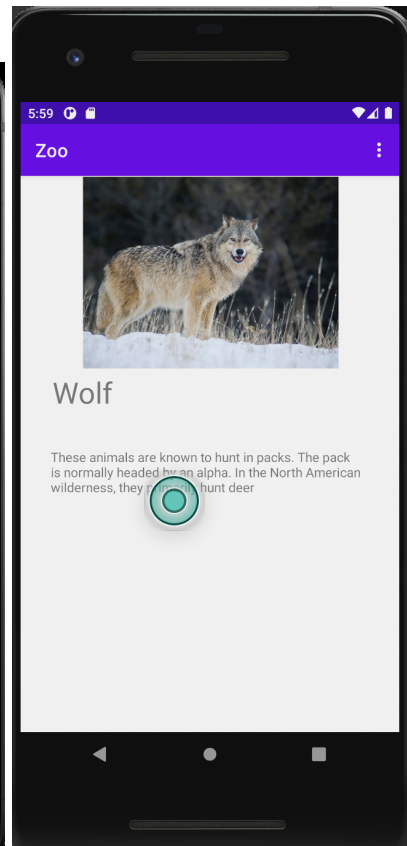 5:59
Zoo
Wolf
These animals are known to hunt in packs. The pack
is normally headed by an alpha. In the North American
wilderness, they primarily hunt deer